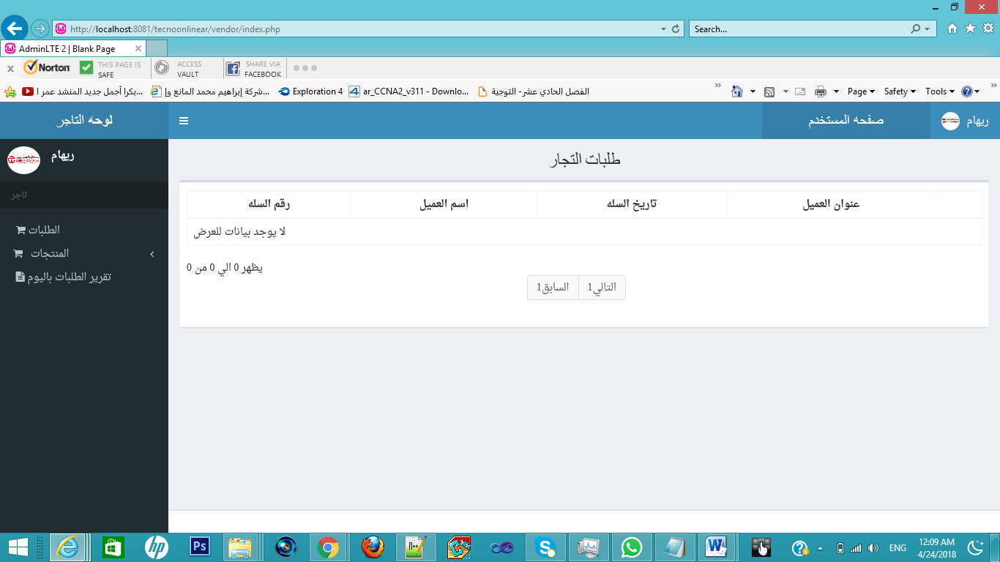 http://localhost:8081/tecnoonlinear/vendor/index.php
Search...
AdminLTE 2 | Blank Page
Norton
THIS PAGE IS SAFE
ACCESS VAULT
SHARE VIA FACEBOOK
بكرا أجمل جديد المنشد عمر ا...
شركة إبراهيم محمد المانع وإ...
Exploration 4
ar_CCNA2_v311 - Downlo...
الفصل الحادي عشر- التوجية
Page
Safety
Tools
لوحه التاجر
صفحه المستخدم
ريهام
ريهام
تاجر
الطلبات
المنتجات
تقرير الطلبات باليوم
طلبات التجار
رقم السله
اسم العميل
تاريخ السله
عنوان العميل
لا يوجد بيانات للعرض
يظهر 0 الي 0 من 0
السابق1
التالي1
ENG
12:09 AM
4/24/2018